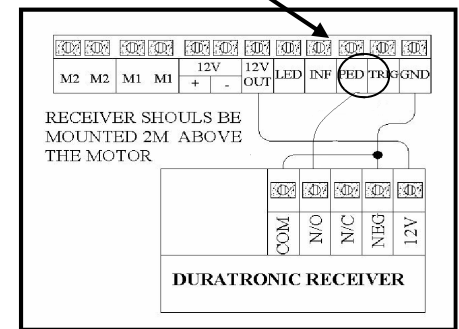 12V 12V
M2 M2 M1 M1 + - OUT LED INF PED TRIG GND
RECEIVER SHOULS BE
MOUNTED 2M ABOVE
THE MOTOR
COM N/O N/C NEG 12V
DURATRONIC RECEIVER